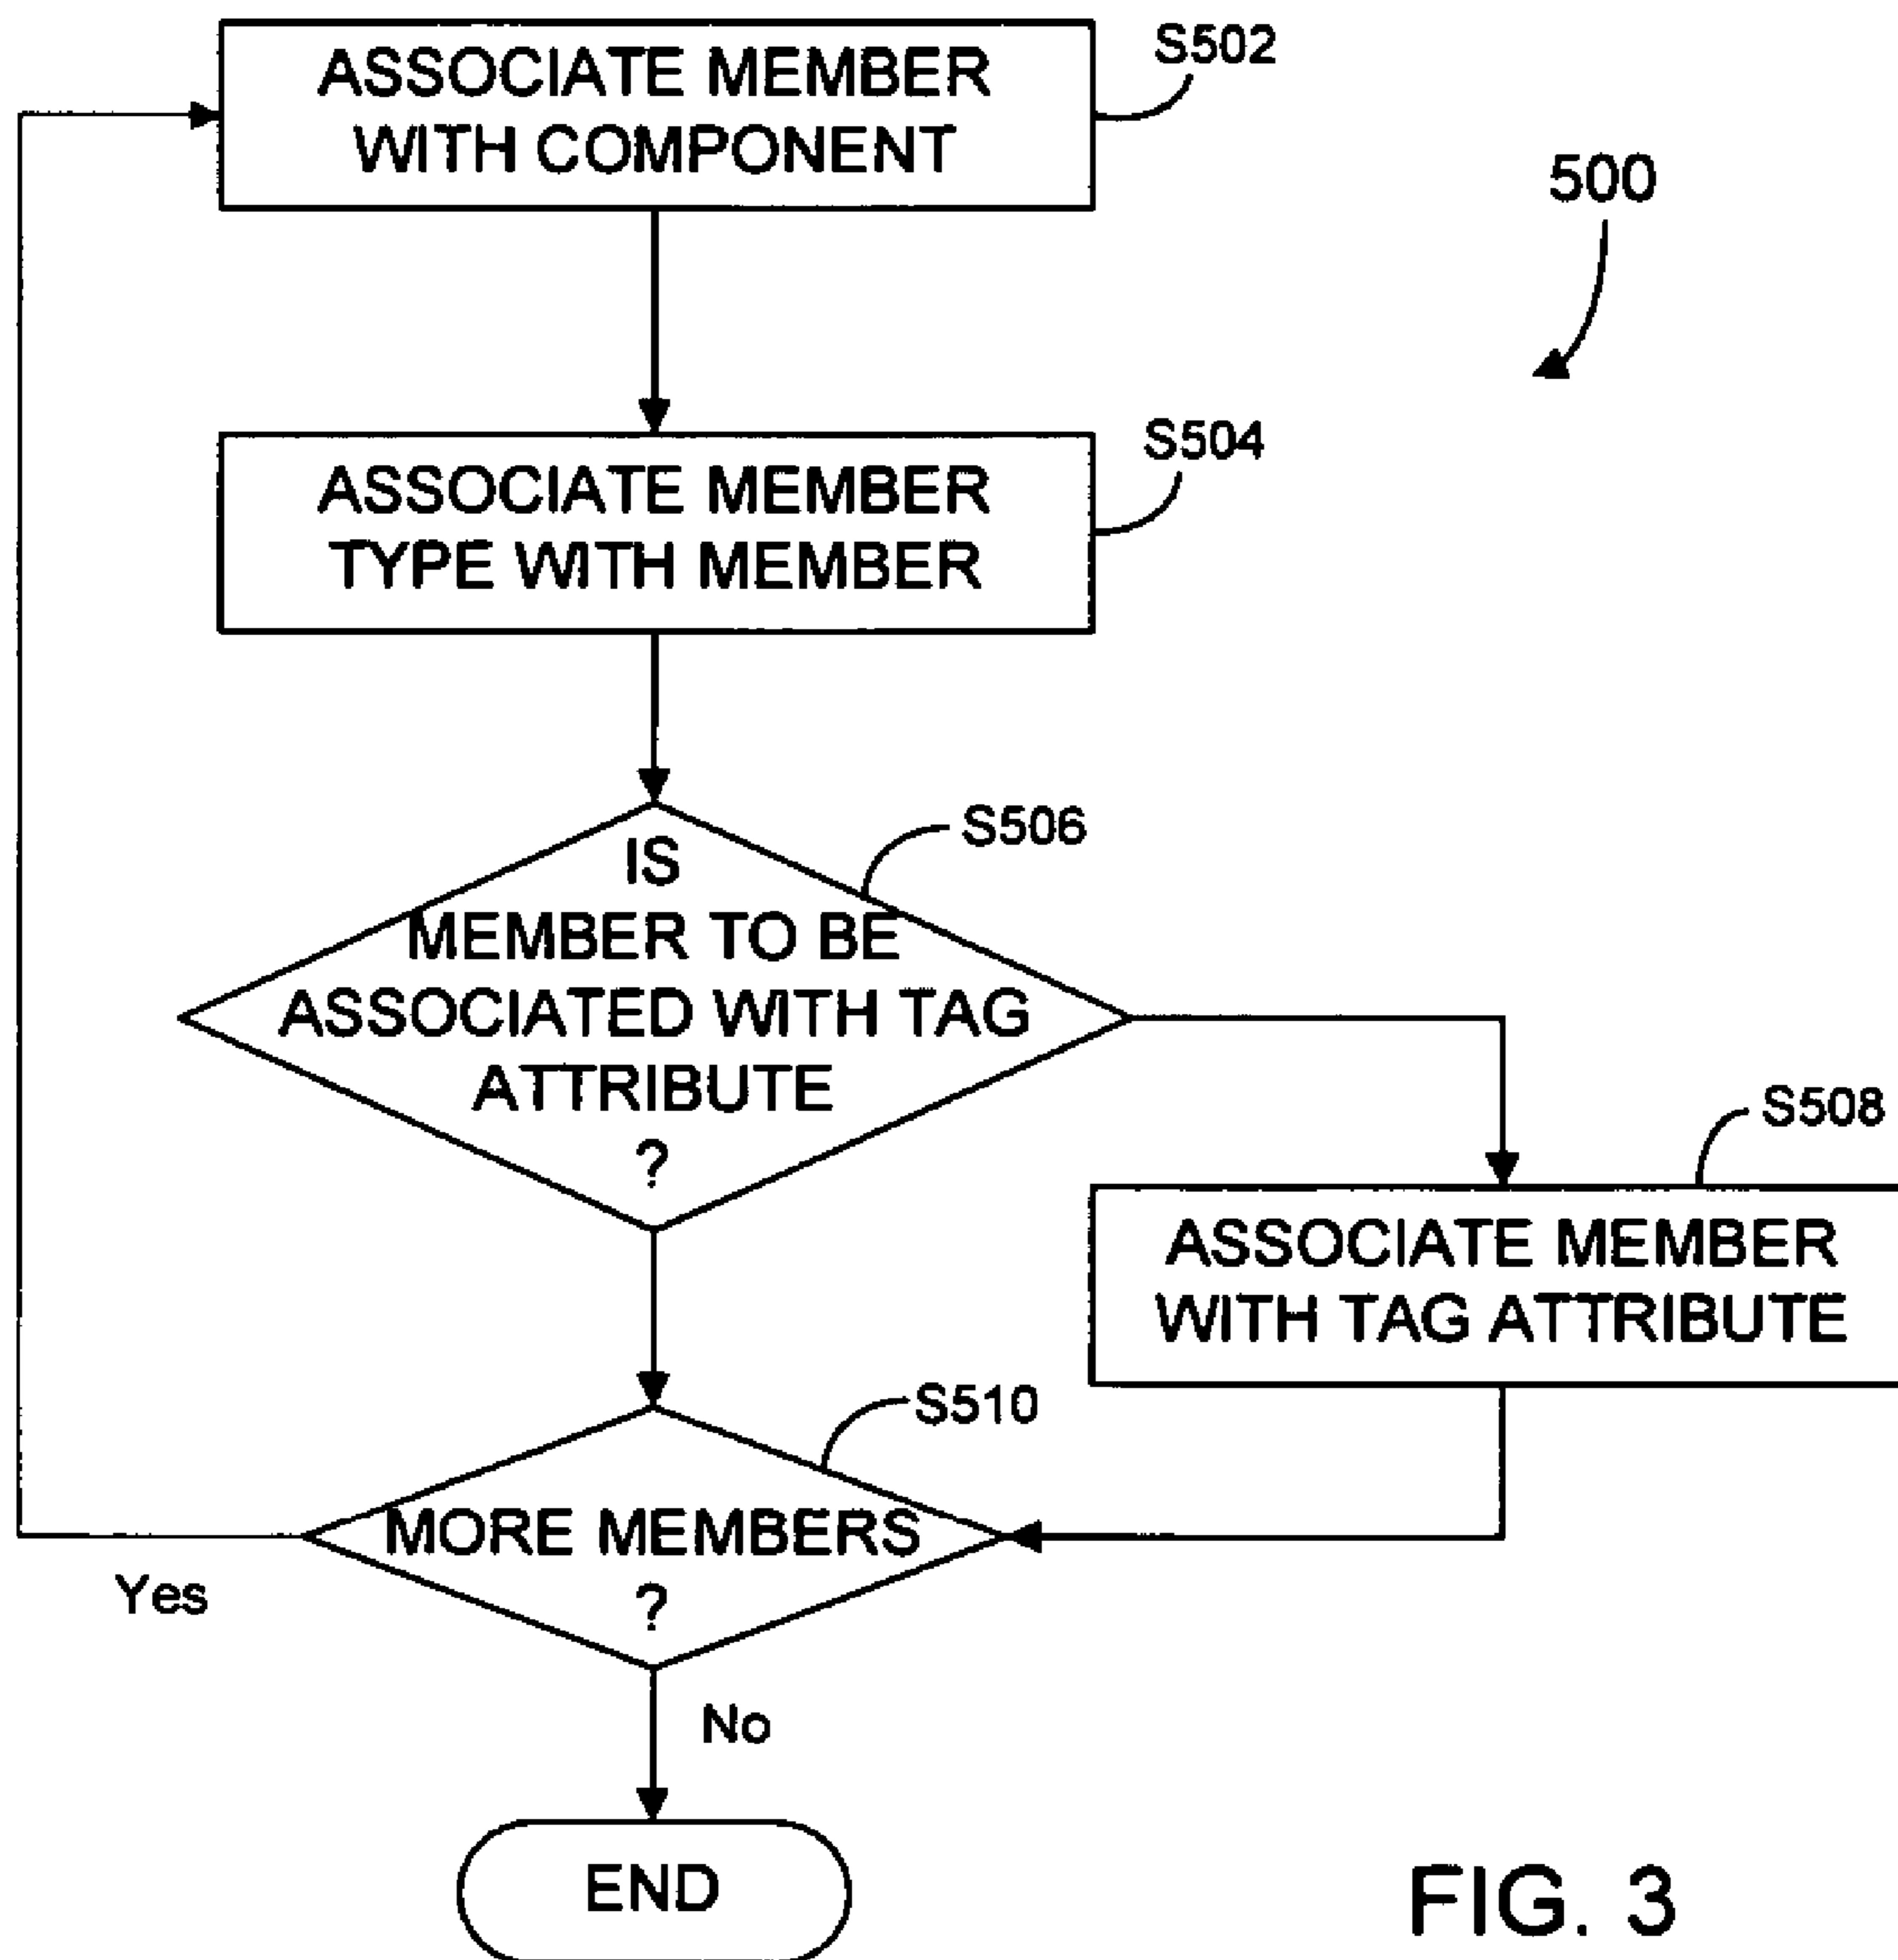 ASSOCIATE MEMBER
WITH COMPONENT
S502
500
ASSOCIATE MEMBER
TYPE WITH MEMBER
S504
IS
MEMBER TO BE
ASSOCIATED WITH TAG
ATTRIBUTE
?
S506
S508
ASSOCIATE MEMBER
WITH TAG ATTRIBUTE
S510
MORE MEMBERS
?
Yes
No
END
FIG. 3